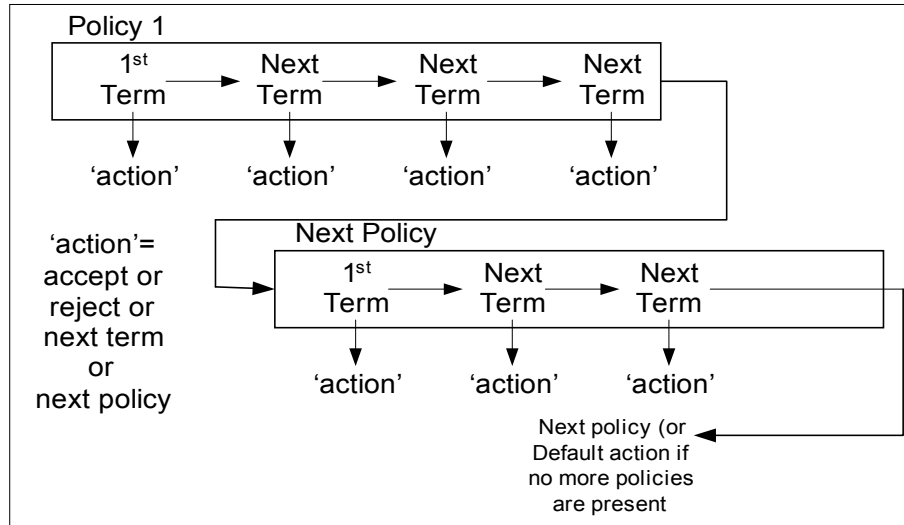 Policy 1
1st Term
Next Term
Next Term
Next Term
‘action’
‘action’
‘action’
‘action’
‘action’=
accept or
reject or
next term
or
next policy
Next Policy
1st Term
Next Term
Next Term
‘action’
‘action’
‘action’
Next policy (or
Default action if
no more policies
are present